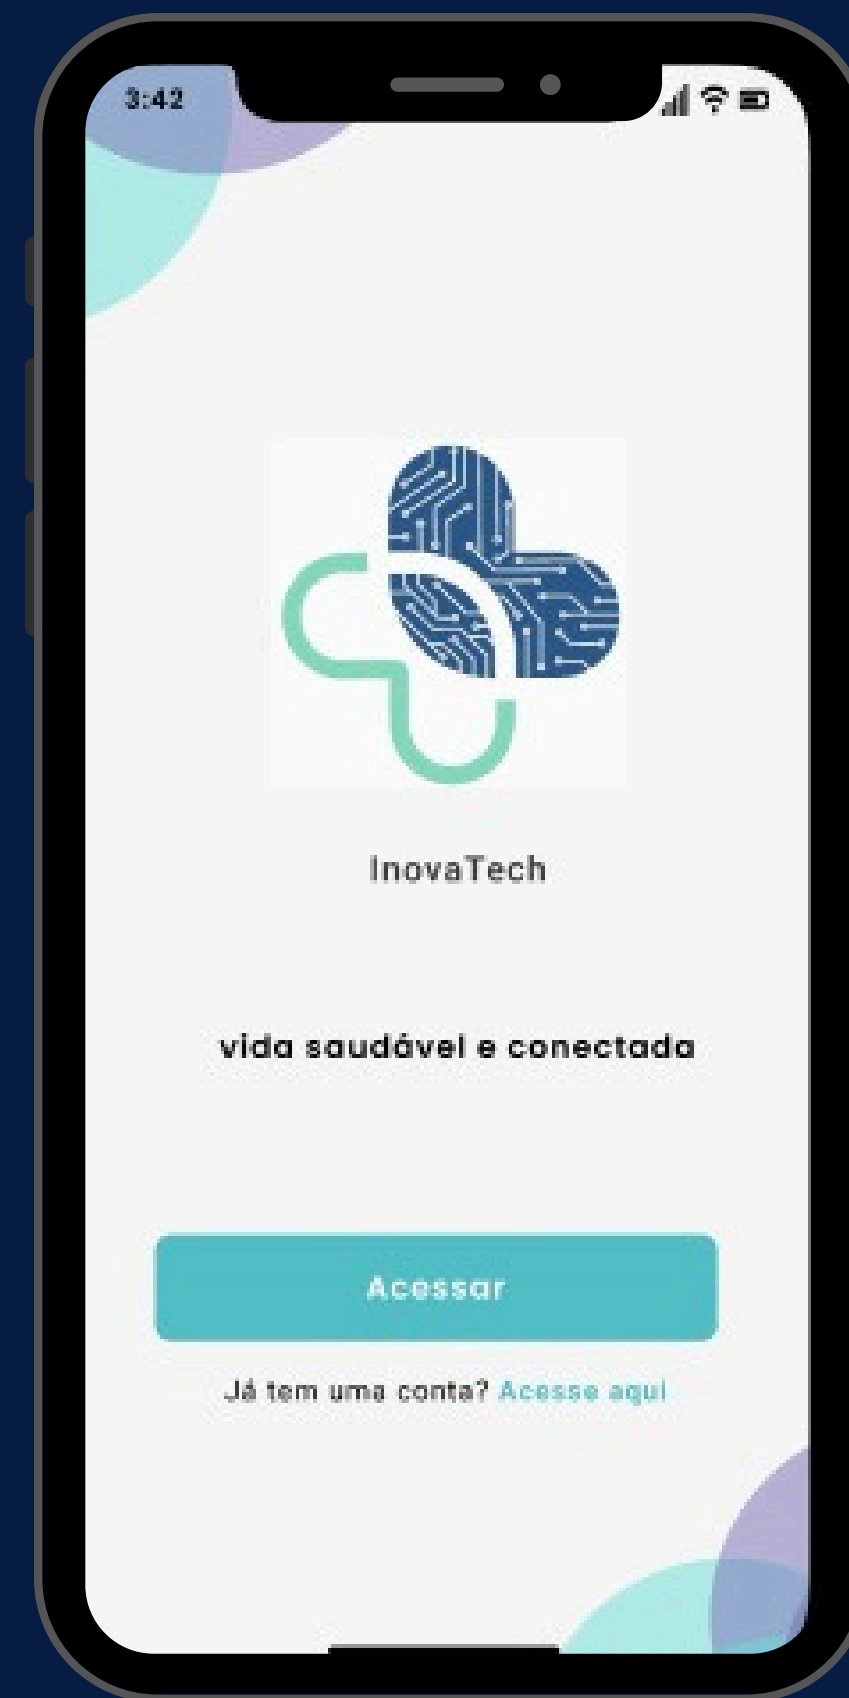 3:42
InovaTech
vida saudável e conectada
Acessar
Já tem uma conta? Acesse aqui